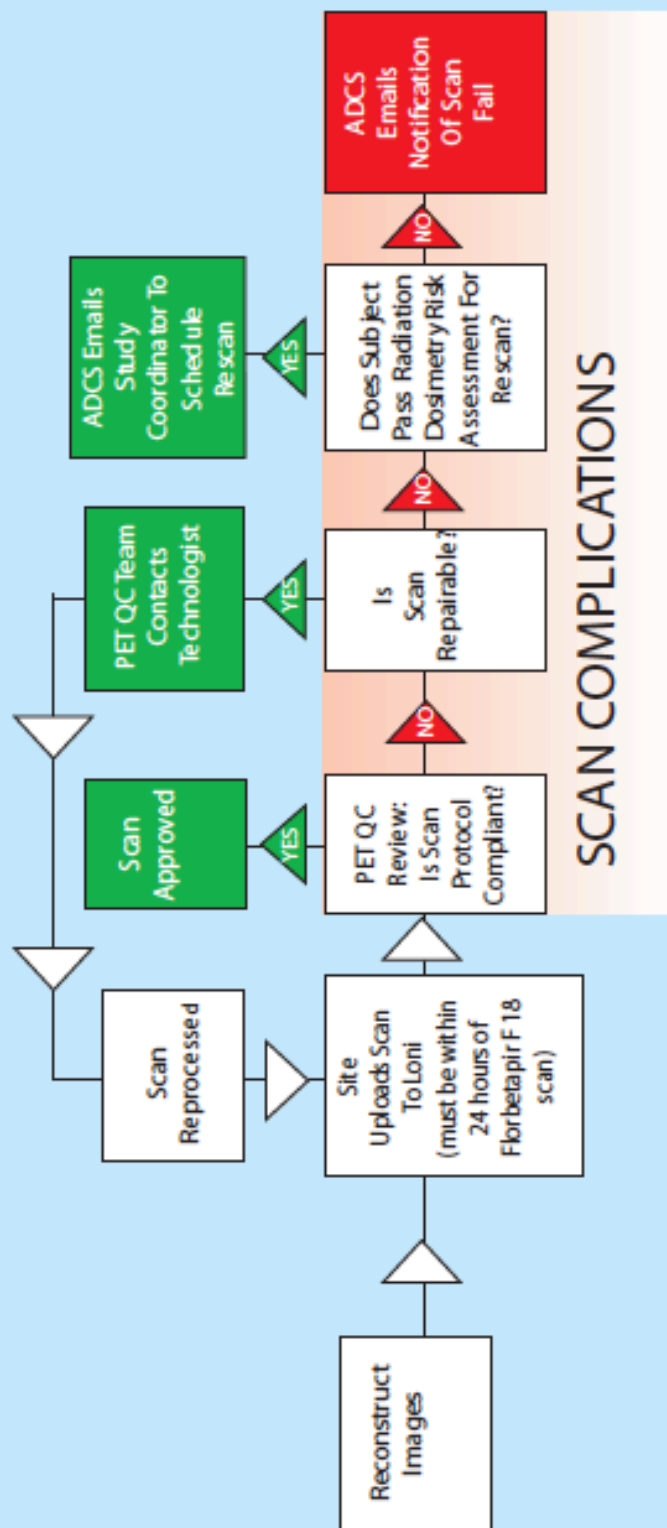 Reconstruct
Images
Site
Uploads Scan
To Loni
(must be within
24 hours of
Florbetapir F 18
scan)
Scan
Reprocessed
PET QC
Review:
Is Scan
Protocol
Compliant?
YES
Scan
Approved
NO
Is
Scan
Repairable?
YES
PET QC Team
Contacts
Technologist
NO
Does Subject
Pass Radiation
Dosimetry Risk
Assessment For
Rescan?
YES
ADCS Emails
Study
Coordinator To
Schedule
Rescan
NO
ADCS
Emails
Notification
Of Scan
Fail
SCAN COMPLICATIONS